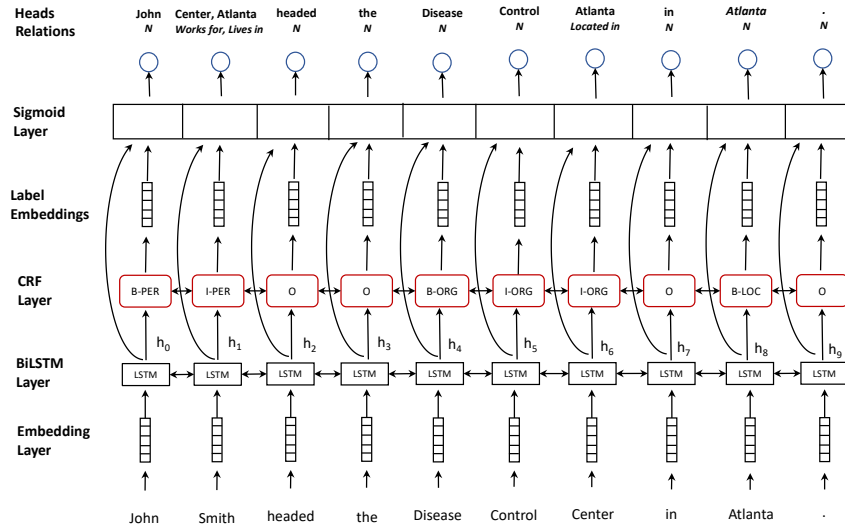 Heads John Center, Atlanta headed the Disease Control Atlanta in Atlanta .
Relations N Works for, Lives in N N N N Located in N N N
Sigmoid
Layer
Label
Embeddings
CRF
Layer
B-PER I-PER O O B-ORG I-ORG I-ORG O B-LOC O
h0 h1 h2 h3 h4 h5 h6 h7 h8 h9
BiLSTM
Layer
LSTM LSTM LSTM LSTM LSTM LSTM LSTM LSTM LSTM LSTM
Embedding
Layer
John Smith headed the Disease Control Center in Atlanta .